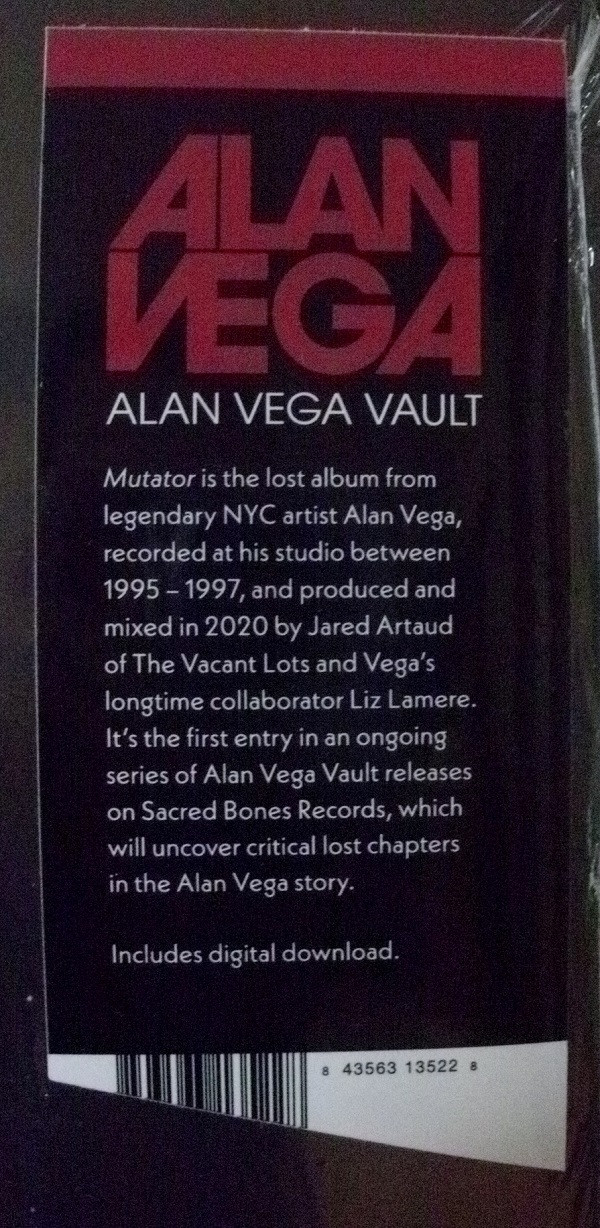 ALAN
VEGA
ALAN VEGA VAULT
Mutator is the lost album from
legendary NYC artist Alan Vega,
recorded at his studio between
1995 – 1997, and produced and
mixed in 2020 by Jared Artaud
of The Vacant Lots and Vega's
longtime collaborator Liz Lamere.
It's the first entry in an ongoing
series of Alan Vega Vault releases
on Sacred Bones Records, which
will uncover critical lost chapters
in the Alan Vega story.
Includes digital download.
8 43563 13522 8